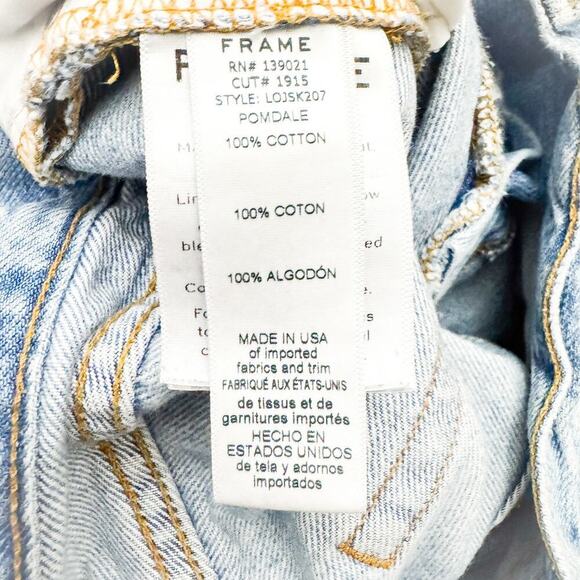 FRAME
RN# 139021
CUT# 1915
STYLE: LOJSK207
POMDALE
100% COTTON
100% COTON
100% ALGODÓN
MADE IN USA
of imported
fabrics and trim
FABRIQUÉ AUX ÉTATS-UNIS
de tissus et de
garnitures importés
HECHO EN
ESTADOS UNIDOS
de tela y adornos
importados